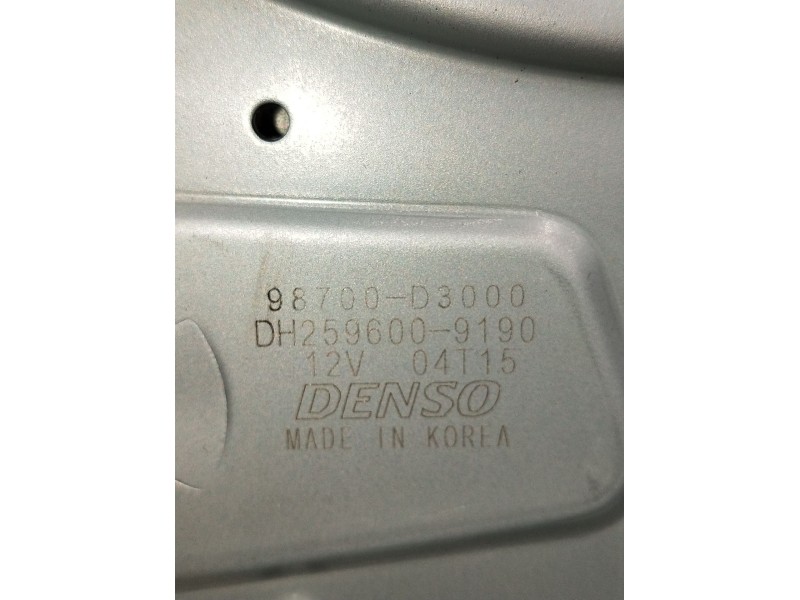 98700-D3000
DH259600-9190
12V 04T15
DENSO
MADE IN KOREA